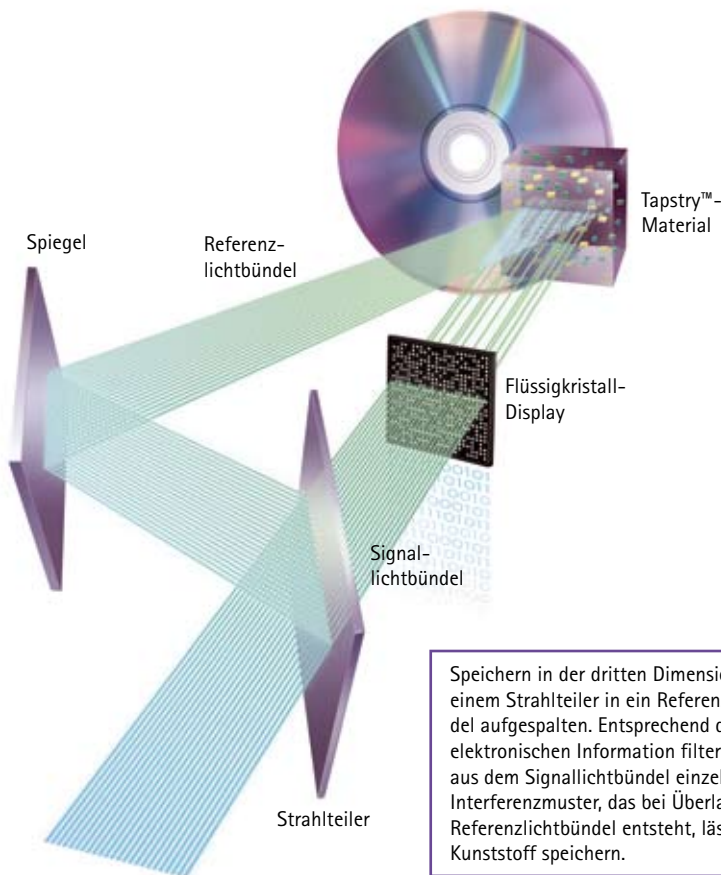 Tapstry™-
Material
Spiegel
Referenz-
lichtbündel
Flüssigkristall-
Display
Signal-
lichtbündel
Strahlteiler
Speichern in der dritten
einem Strahlteiler in ein
del aufgespalten. Entsprechend
elektronischen Information
aus dem Signallichtbündel
Interferenzmuster, das bei
Referenzlichtbündel entsteht,
Kunststoff speichern.